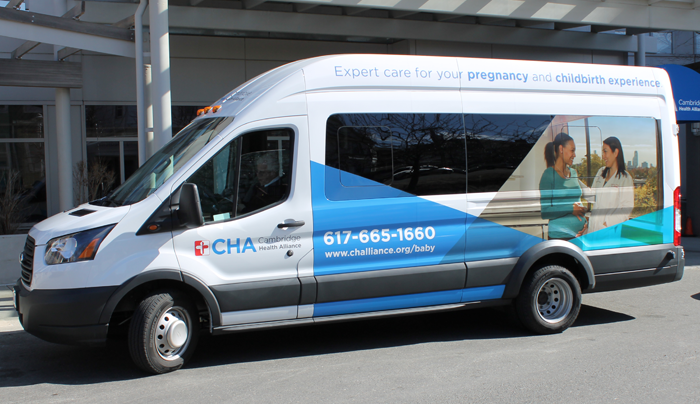 Expert care for your pregnancy and childbirth experience.
Cambridge
Health Alliance
617-665-1660
www.challiance.org/baby
CHA Cambridge
Health Alliance